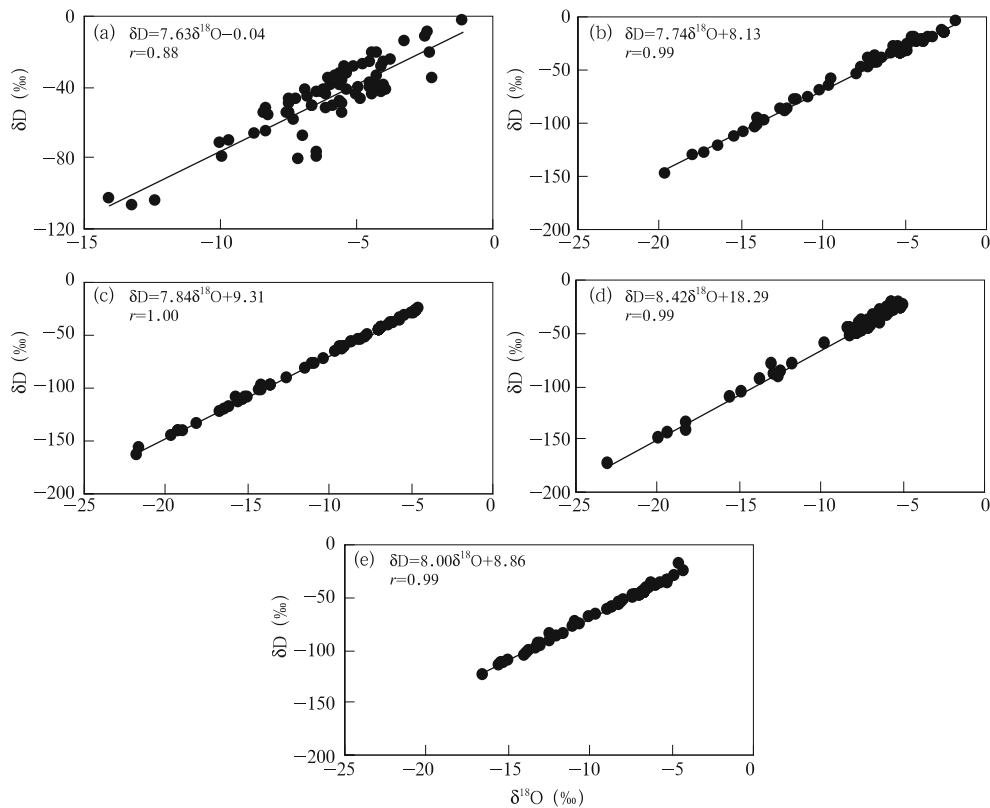 (a) δD=7.63δ¹⁸O−0.04
r=0.88
δD (‰)
0
−40
−80
−120
−15 −10 −5 0
(b) δD=7.74δ¹⁸O+8.13
r=0.99
δD (‰)
0
−50
−100
−150
−200
−25 −20 −15 −10 −5 0
(c) δD=7.84δ¹⁸O+9.31
r=1.00
δD (‰)
0
−50
−100
−150
−200
−25 −20 −15 −10 −5 0
(d) δD=8.42δ¹⁸O+18.29
r=0.99
δD (‰)
0
−50
−100
−150
−200
−25 −20 −15 −10 −5 0
(e) δD=8.00δ¹⁸O+8.86
r=0.99
δD (‰)
0
−50
−100
−150
−200
−25 −20 −15 −10 −5 0
δ¹⁸O (‰)